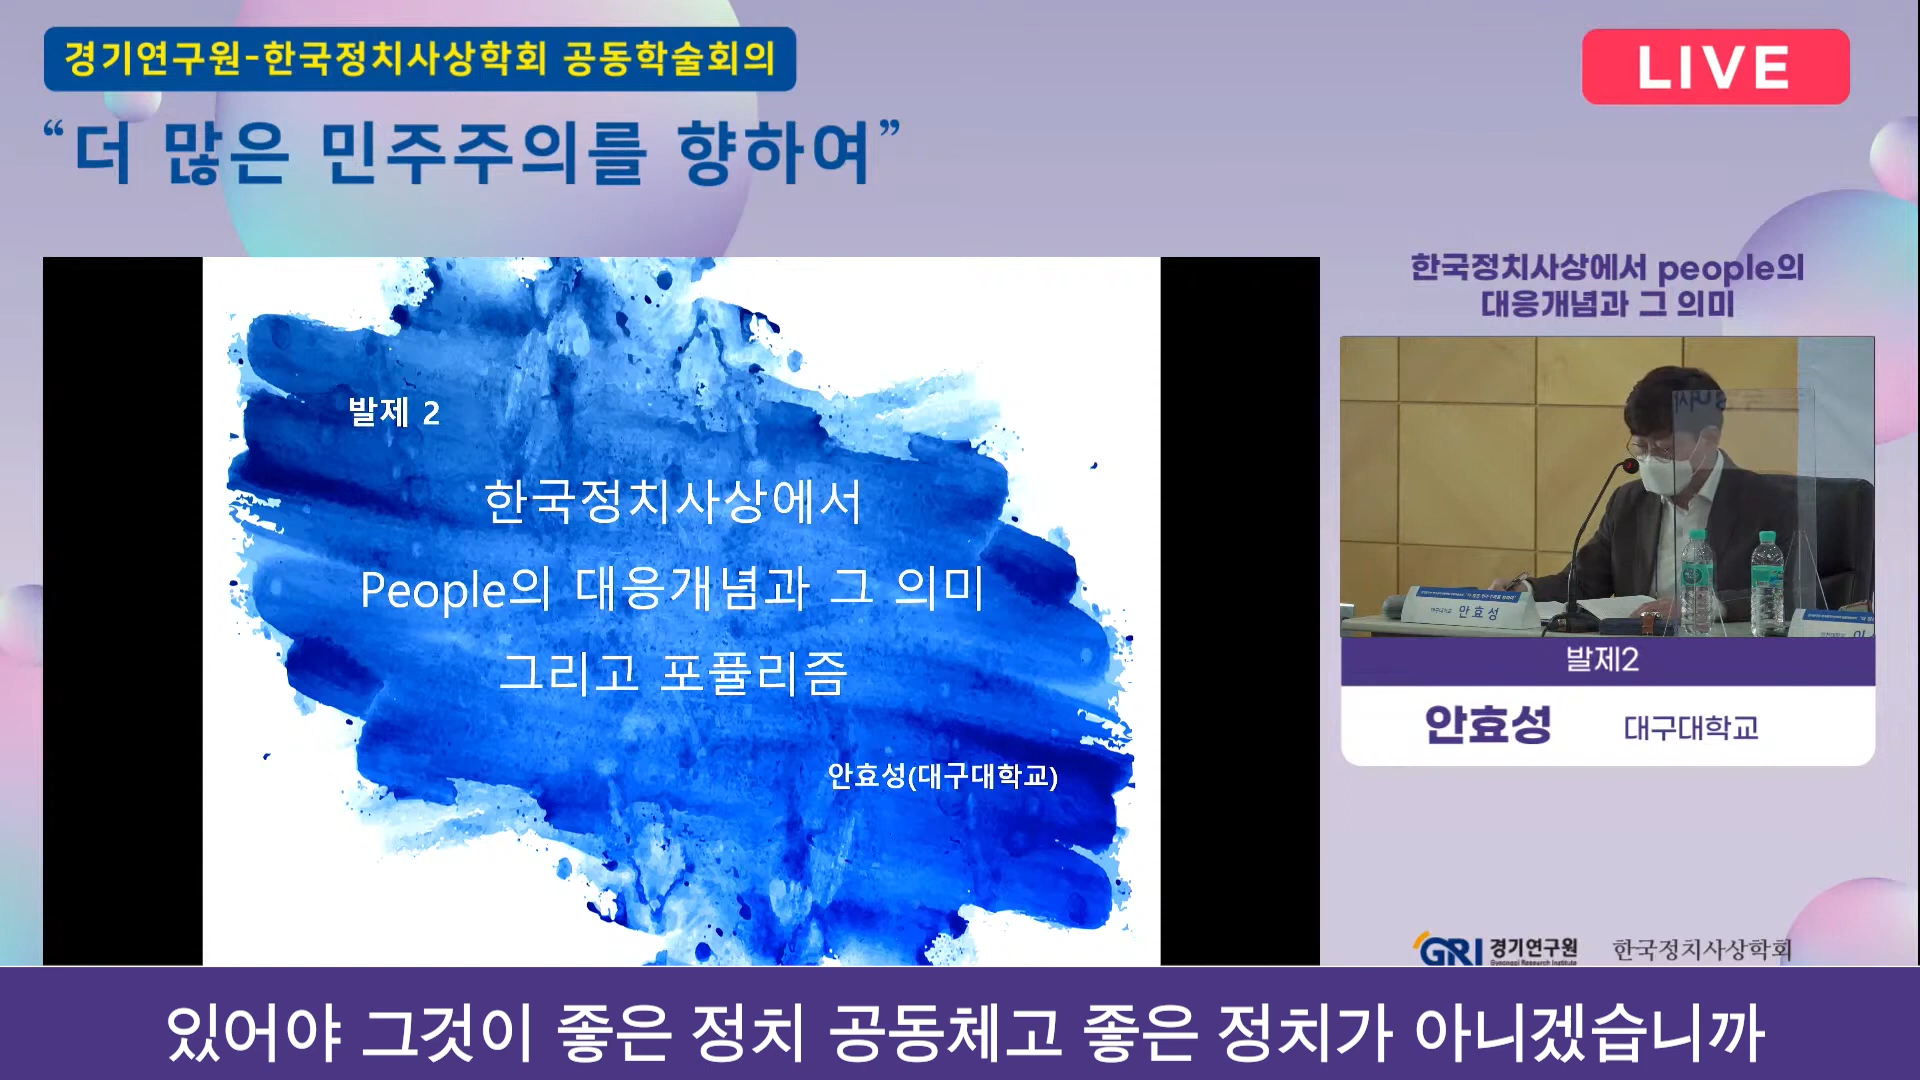 경기연구원-한국정치사상학회 공동학술회의
LIVE
“더 많은 민주주의를 향하여”
한국정치사상에서 people의
대응개념과 그 의미
발제 2
한국정치사상에서
People의 대응개념과 그 의미
그리고 포퓰리즘
안효성(대구대학교)
안효성
발제2
안효성 대구대학교
GRI 경기연구원
Gyeonggi Research Institute
한국정치사상학회
있어야 그것이 좋은 정치 공동체고 좋은 정치가 아니겠습니까